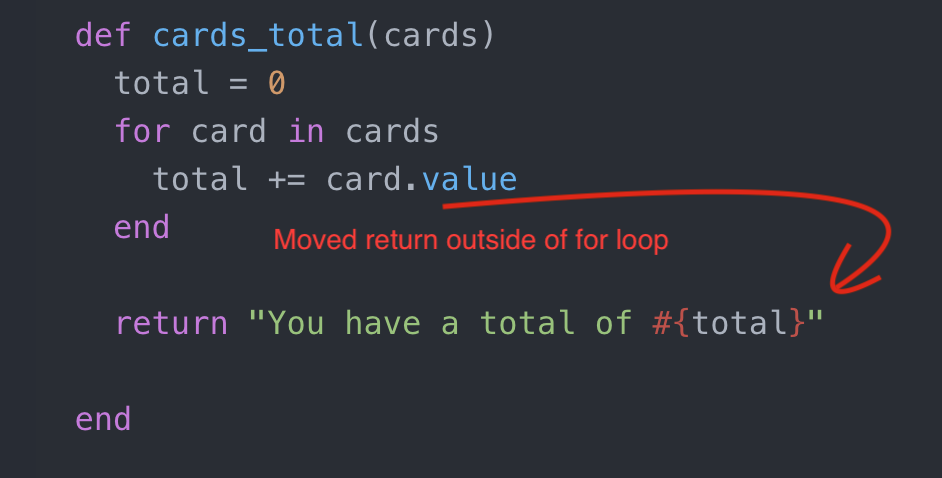 def cards_total(cards)
total = 0
for card in cards
total += card.value
end
Moved return outside of for loop
return "You have a total of #{total}"
end